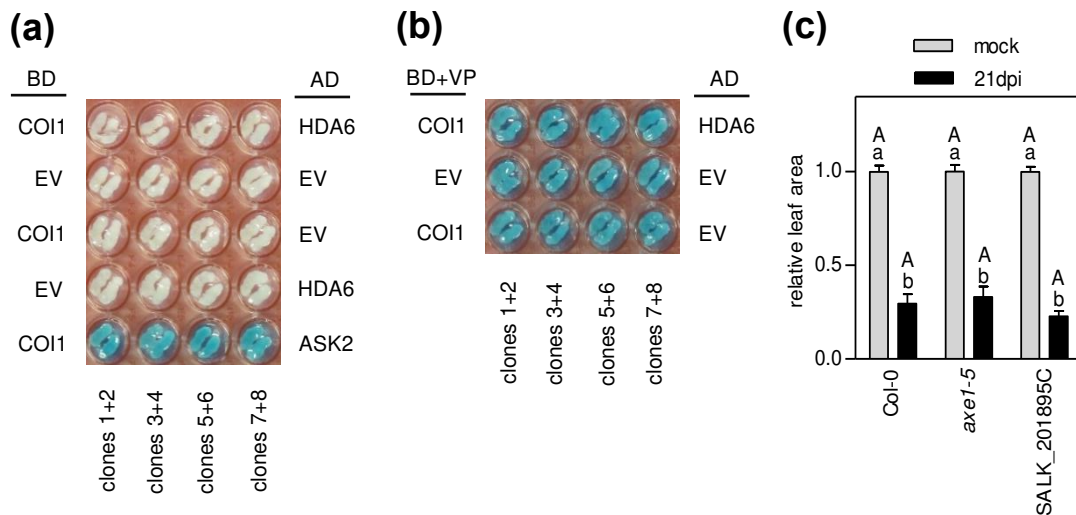 (a)
BD
AD
COI1
HDA6
EV
EV
COI1
EV
EV
HDA6
COI1
ASK2
clones 1+2
clones 3+4
clones 5+6
clones 7+8
(b)
BD+VP
AD
COI1
HDA6
EV
EV
COI1
EV
clones 1+2
clones 3+4
clones 5+6
clones 7+8
(c)
mock
21dpi
relative leaf area
1.0
0.5
0.0
A
a
A
b
A
a
A
b
A
a
A
b
Col-0
axe1-5
SALK_201895C